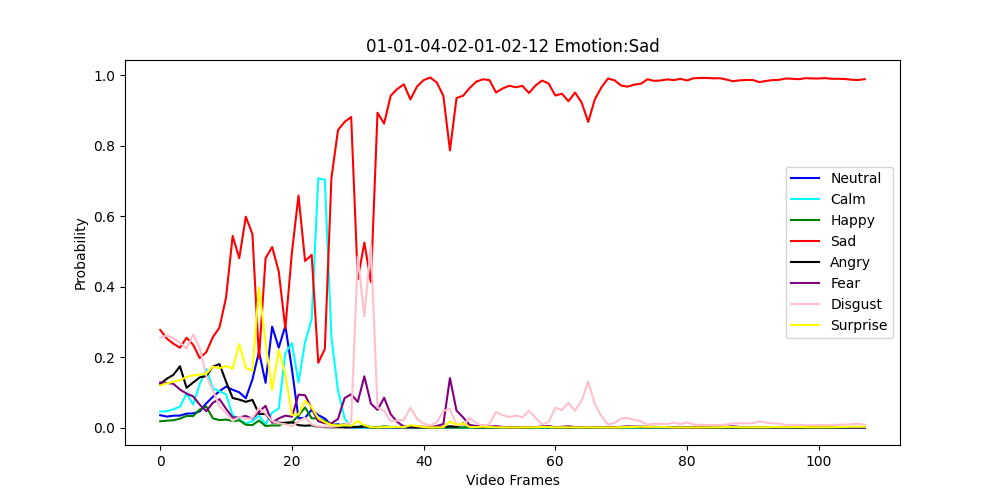 01-01-04-02-01-02-12 Emotion:Sad
Probability
1.0
0.8
0.6
0.4
0.2
0.0
Neutral
Calm
Happy
Sad
Angry
Fear
Disgust
Surprise
0 20 40 60 80 100
Video Frames